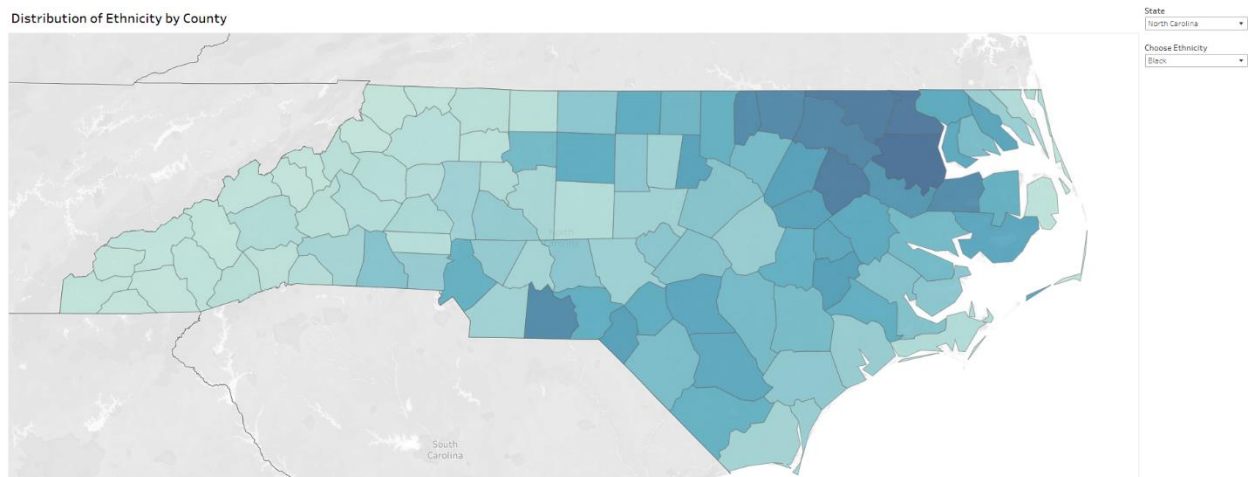 Distribution of Ethnicity by County
State
North Carolina
Choose Ethnicity
Black
South
Carolina